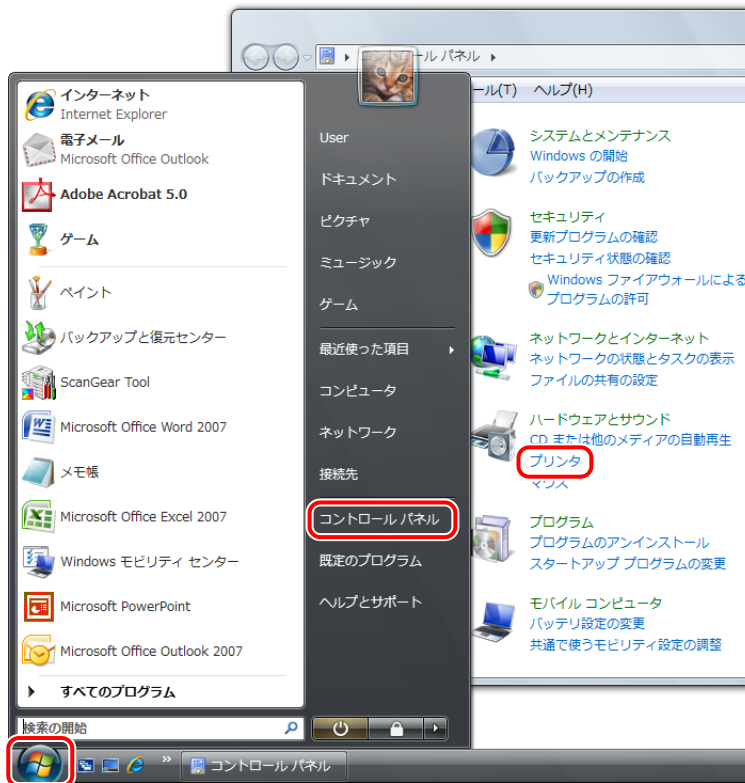 コントロール パネル
ール(T) ヘルプ(H)
インターネット
Internet Explorer
電子メール
Microsoft Office Outlook
Adobe Acrobat 5.0
ゲーム
ペイント
バックアップと復元センター
ScanGear Tool
Microsoft Office Word 2007
メモ帳
Microsoft Office Excel 2007
Windows モビリティ センター
Microsoft PowerPoint
Microsoft Office Outlook 2007
すべてのプログラム
検索の開始
User
ドキュメント
ピクチャ
ミュージック
ゲーム
最近使った項目
コンピュータ
ネットワーク
接続先
コントロール パネル
既定のプログラム
ヘルプとサポート
システムとメンテナンス
Windows の開始
バックアップの作成
セキュリティ
更新プログラムの確認
セキュリティ状態の確認
Windows ファイアウォールによる
プログラムの許可
ネットワークとインターネット
ネットワークの状態とタスクの表示
ファイルの共有の設定
ハードウェアとサウンド
CD または他のメディアの自動再生
プリンタ
マウス
プログラム
プログラムのアンインストール
スタートアップ プログラムの変更
モバイル コンピュータ
バッテリ設定の変更
共通で使うモビリティ設定の調整
コントロール パネル